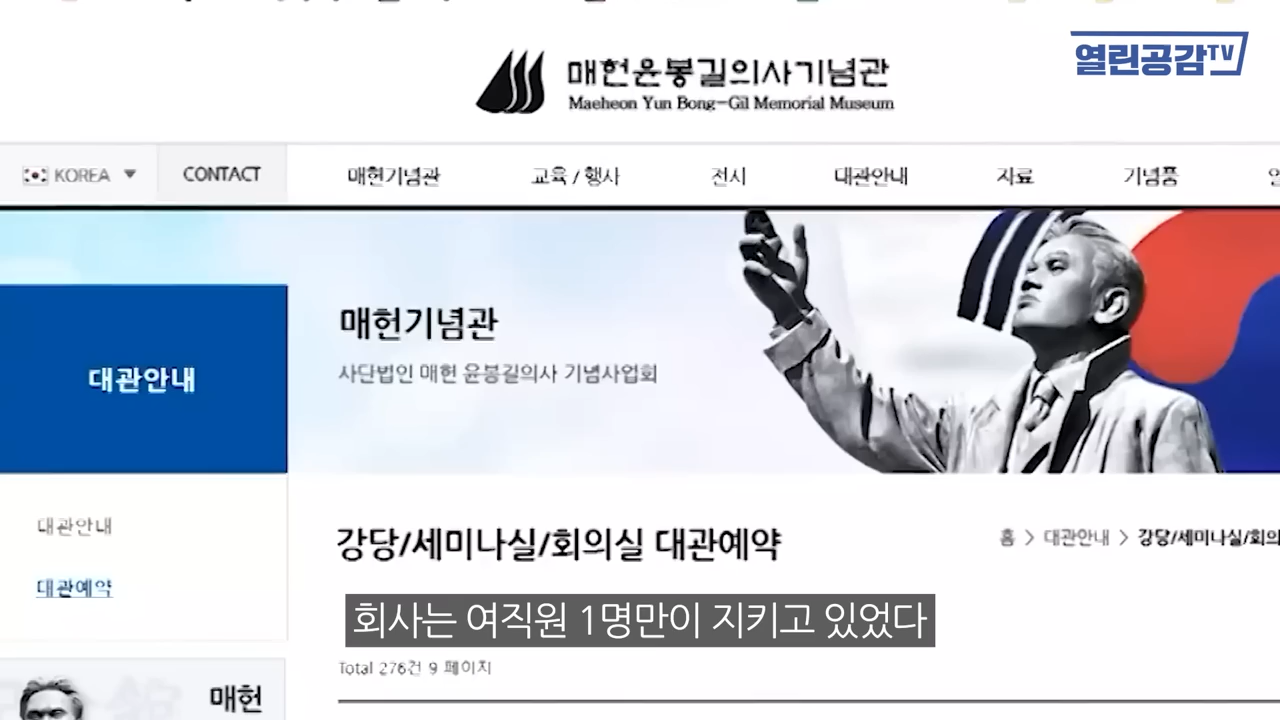 열린공감TV
매헌윤봉길의사기념관
Maeheon Yun Bong-Gil Memorial Museum
KOREA ▼ CONTACT 매헌기념관 교육 / 행사 전시 대관안내 자료 기념품
매헌기념관
사단법인 매헌 윤봉길의사 기념사업회
대관안내
대관안내
대관예약
강당/세미나실/회의실 대관예약
홈 > 대관안내 > 강당/세미나실/회의
회사는 여직원 1명만이 지키고 있었다
Total 276건 9 페이지
매헌